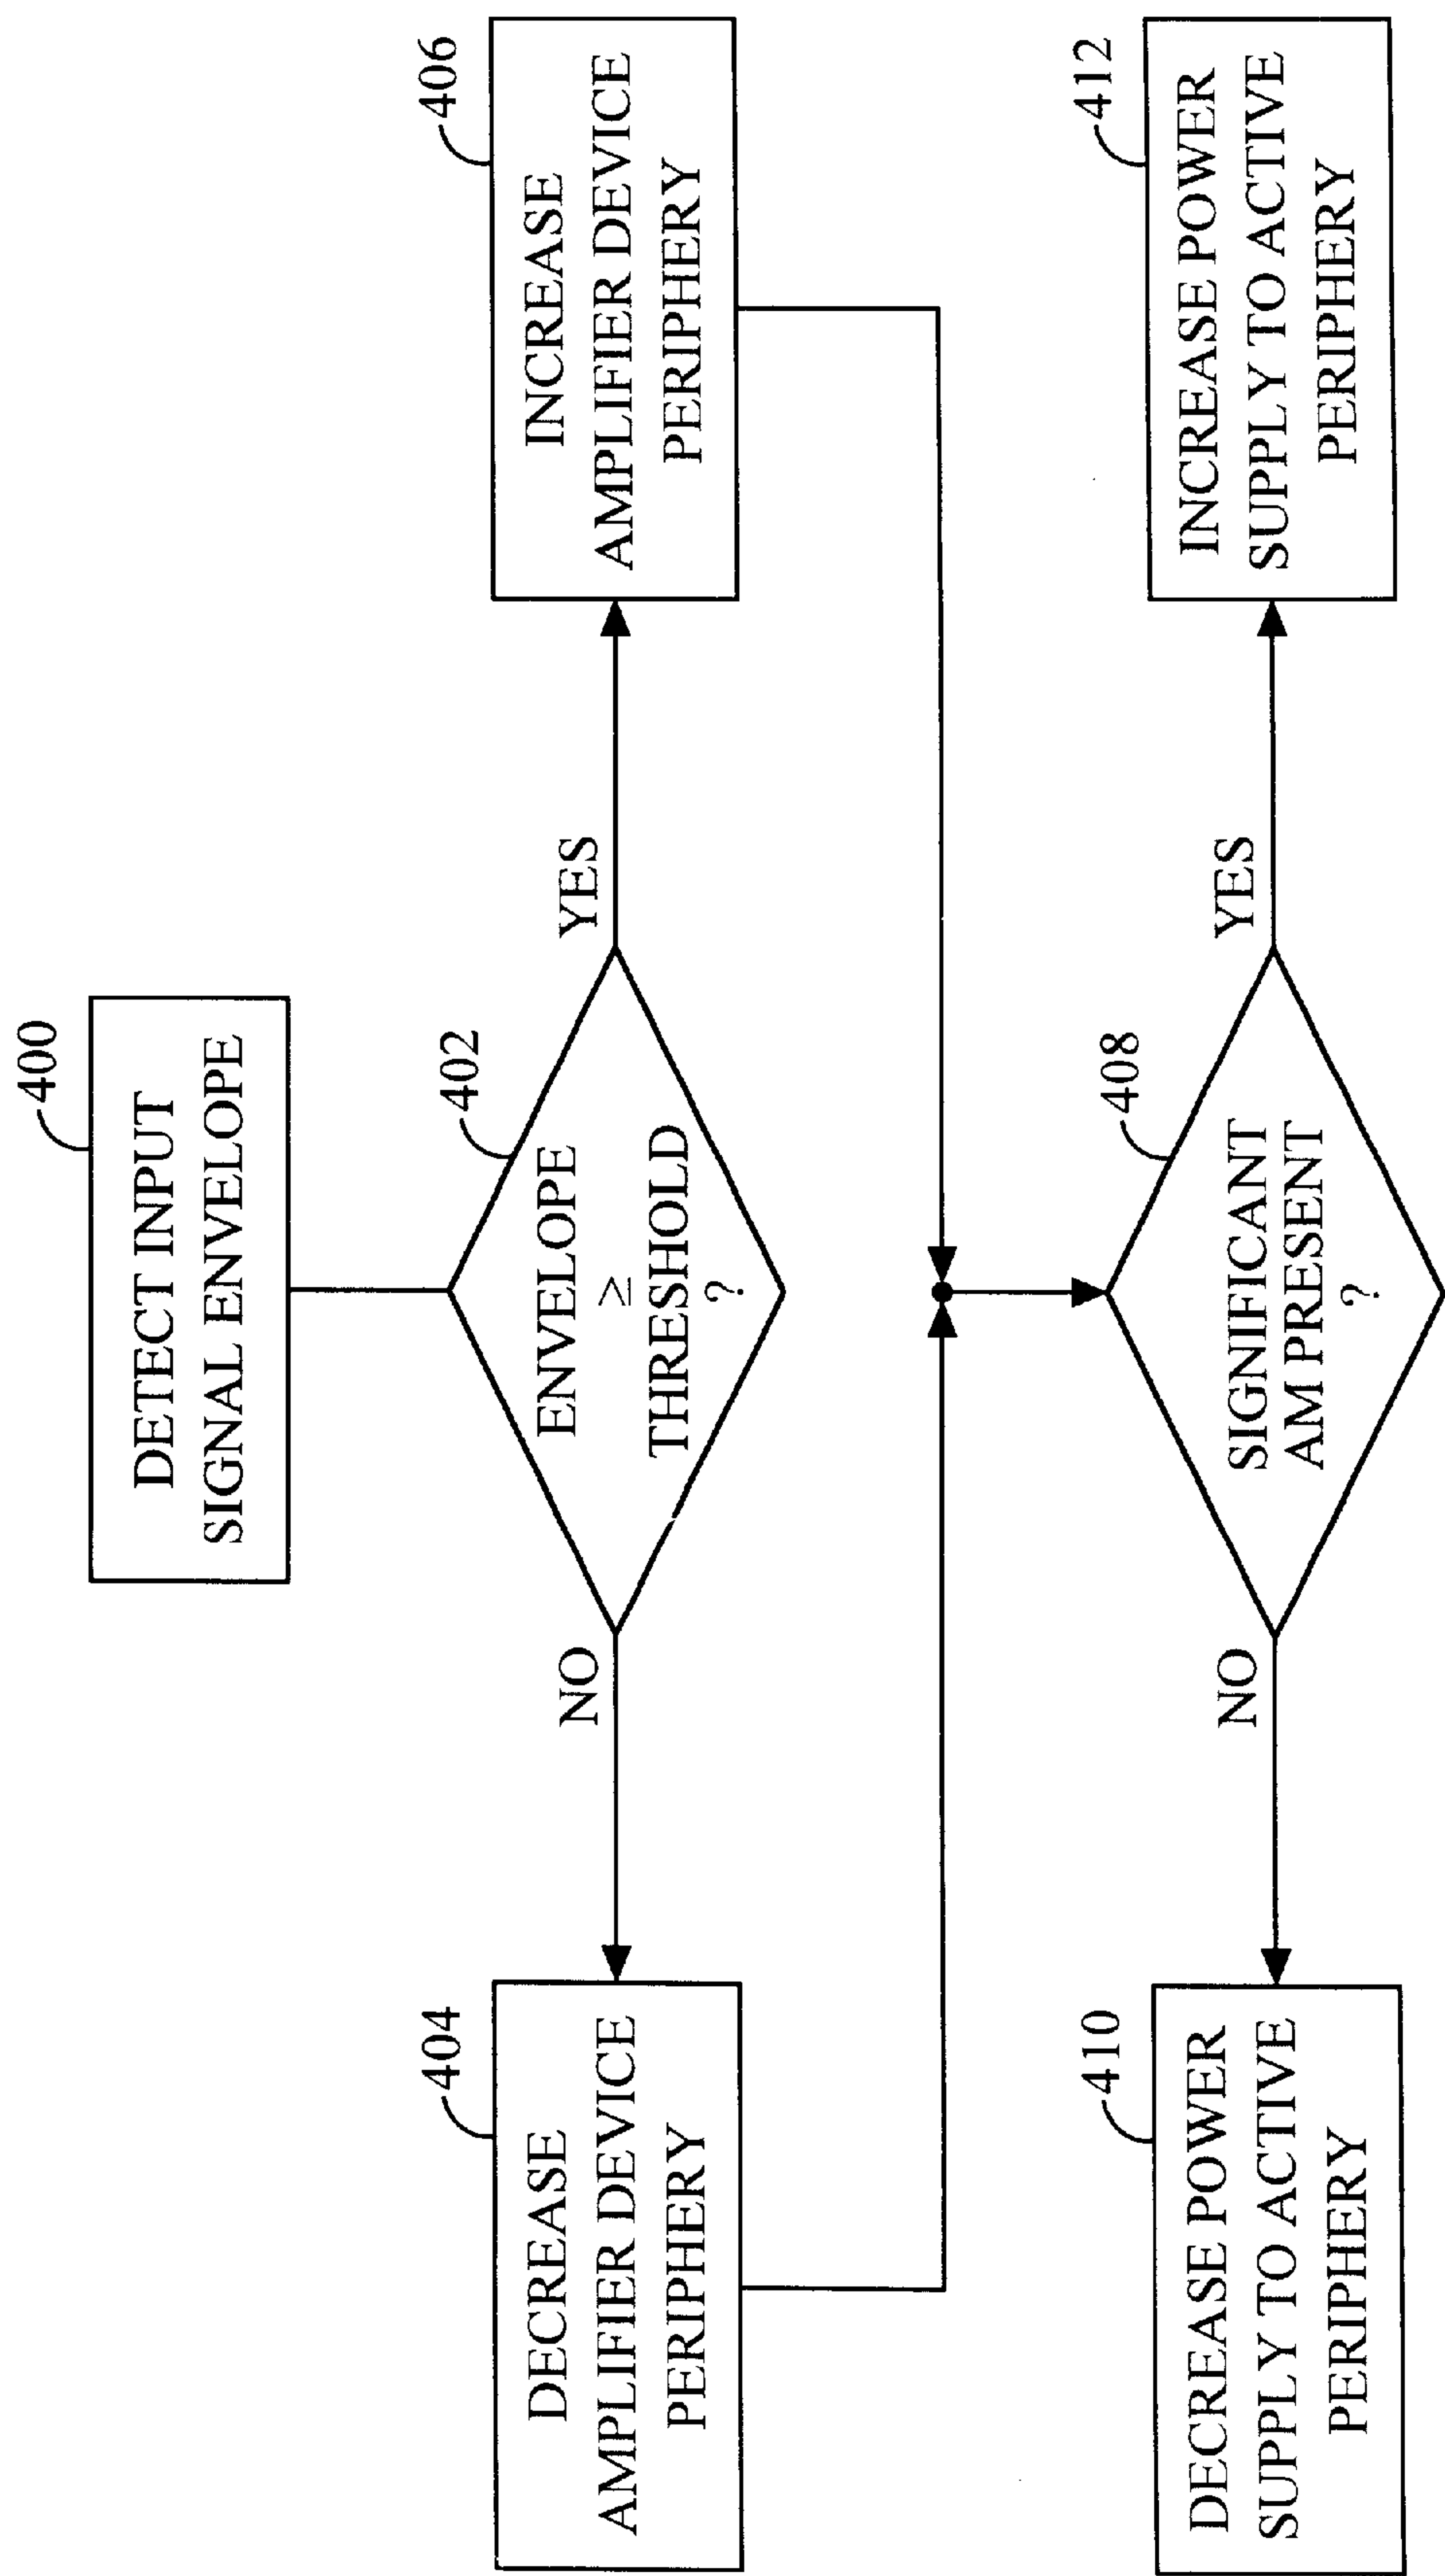 400
DETECT INPUT
SIGNAL ENVELOPE
402
ENVELOPE
≥
THRESHOLD
?
NO
YES
404
DECREASE
AMPLIFIER DEVICE
PERIPHERY
406
INCREASE
AMPLIFIER DEVICE
PERIPHERY
408
SIGNIFICANT
AM PRESENT
?
NO
YES
410
DECREASE POWER
SUPPLY TO ACTIVE
PERIPHERY
412
INCREASE POWER
SUPPLY TO ACTIVE
PERIPHERY